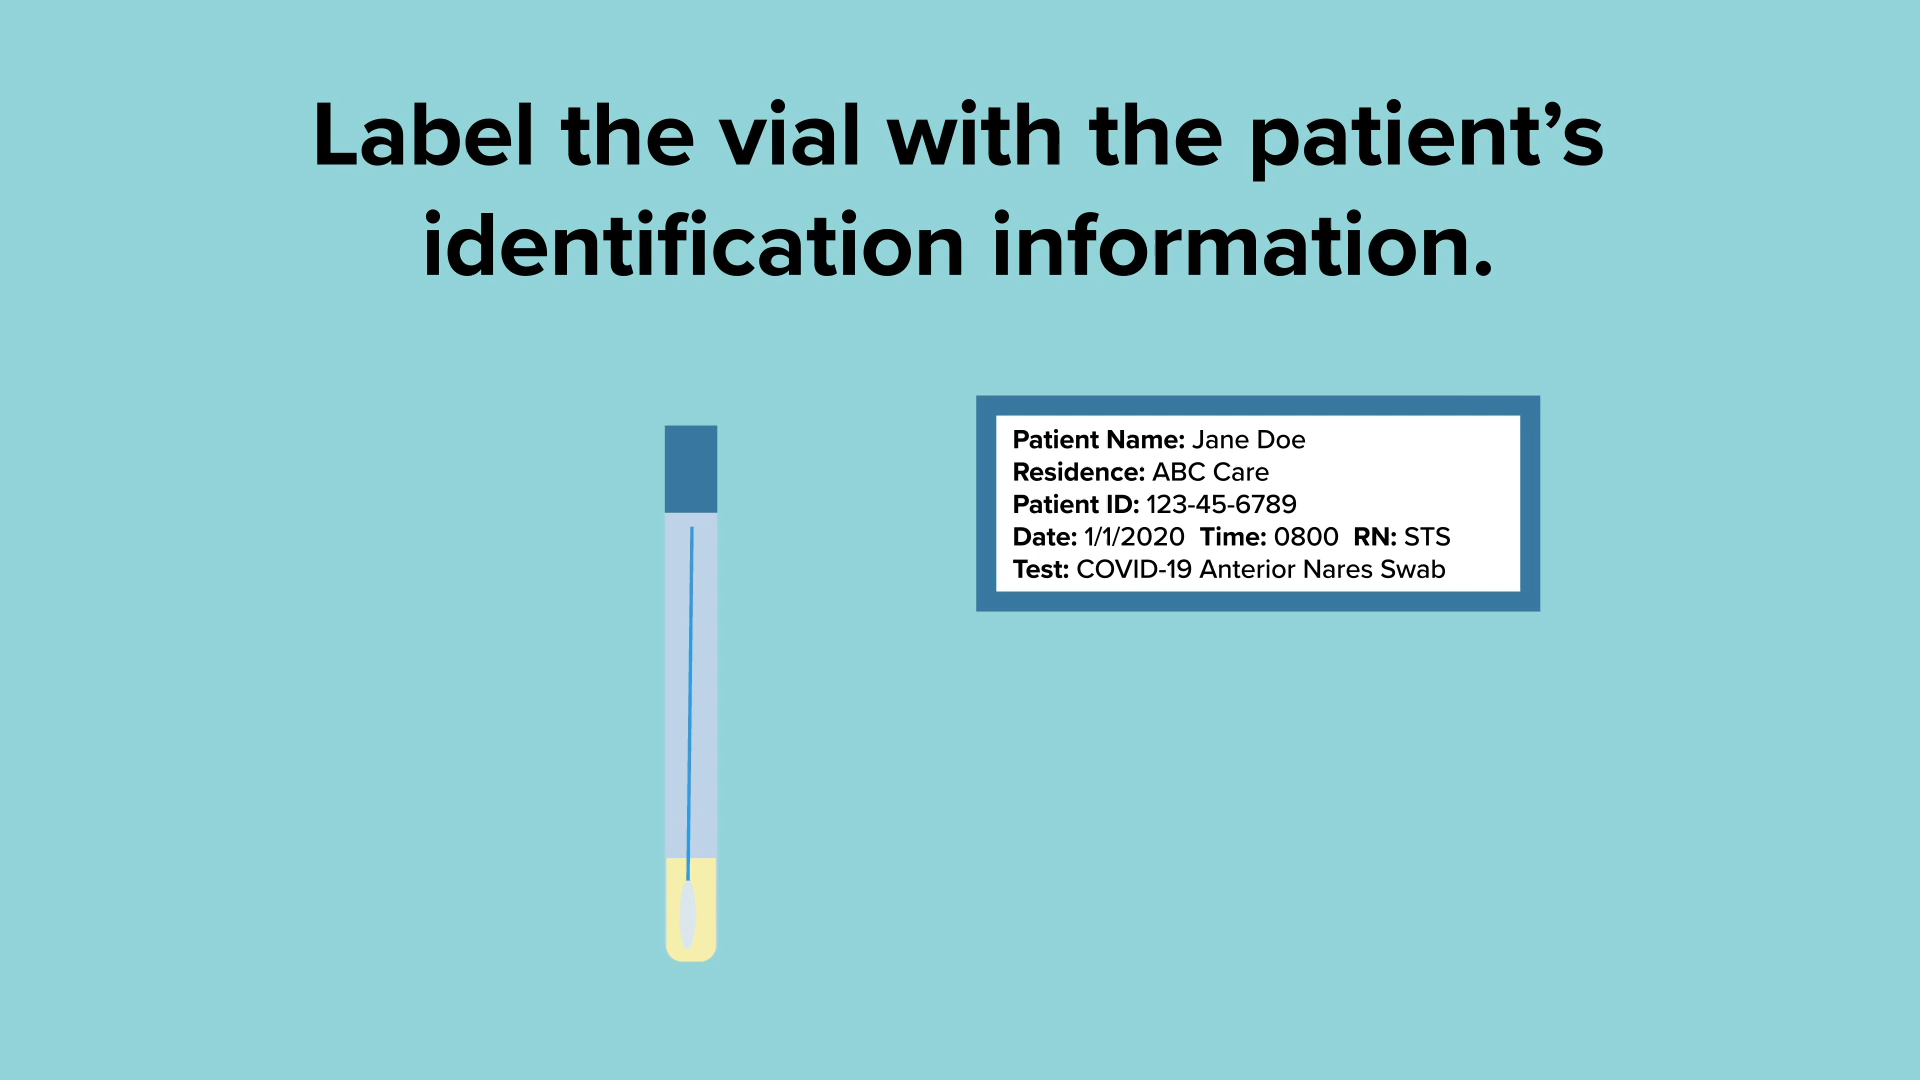 Label the vial with the patient’s
identification information.
Patient Name: Jane Doe
Residence: ABC Care
Patient ID: 123-45-6789
Date: 1/1/2020 Time: 0800 RN: STS
Test: COVID-19 Anterior Nares Swab